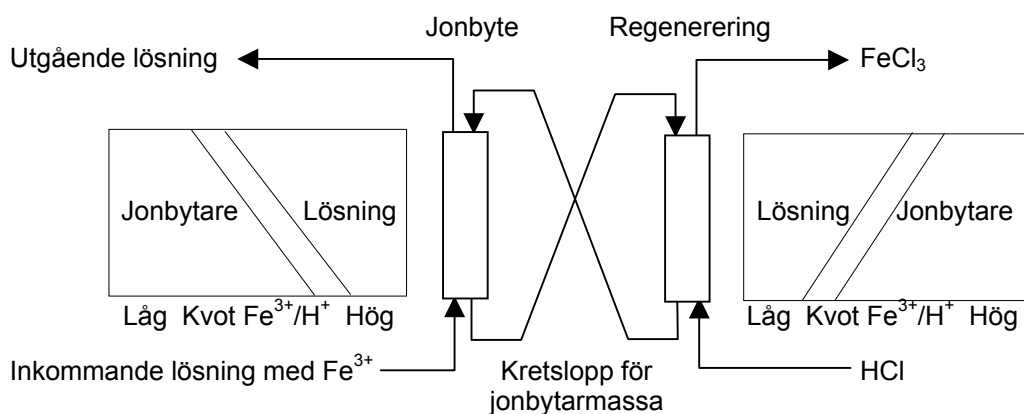 Jonbyte
Regenerering
Utgående lösning
FeCl₃
Jonbytare
Lösning
Lösning
Jonbytare
Låg Kvot Fe³⁺/H⁺ Hög
Låg Kvot Fe³⁺/H⁺ Hög
Inkommande lösning med Fe³⁺
Kretslopp för
jonbytarmassa
HCl